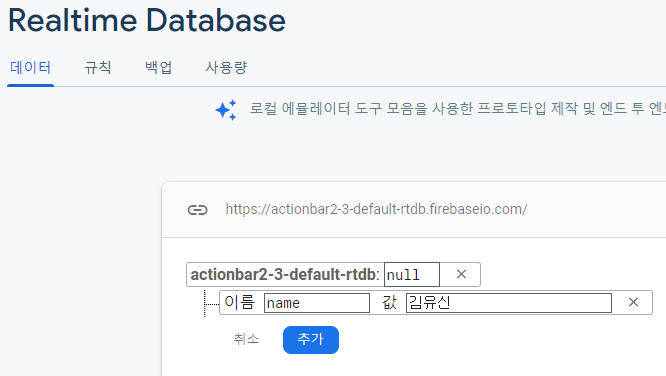 Realtime Database
데이터 규칙 백업 사용량
로컬 에뮬레이터 도구 모음을 사용한 프로토타입 제작 및 엔드 투 엔
https://actionbar2-3-default-rtdb.firebaseio.com/
actionbar2-3-default-rtdb: null ×
이름 name 값 김유신 ×
취소 추가